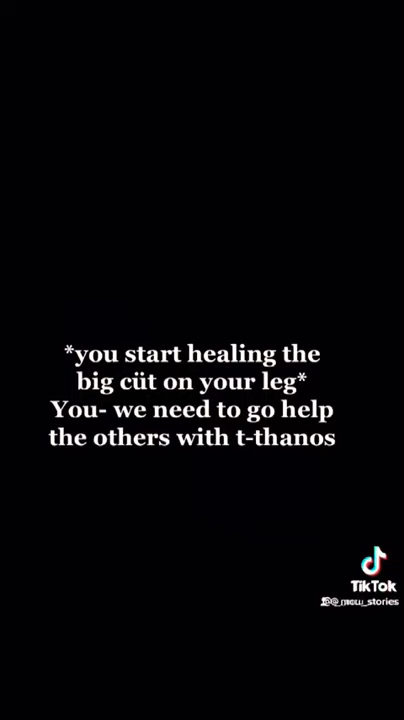 *you start healing the
big cüt on your leg*
You- we need to go help
the others with t-thanos
TikTok